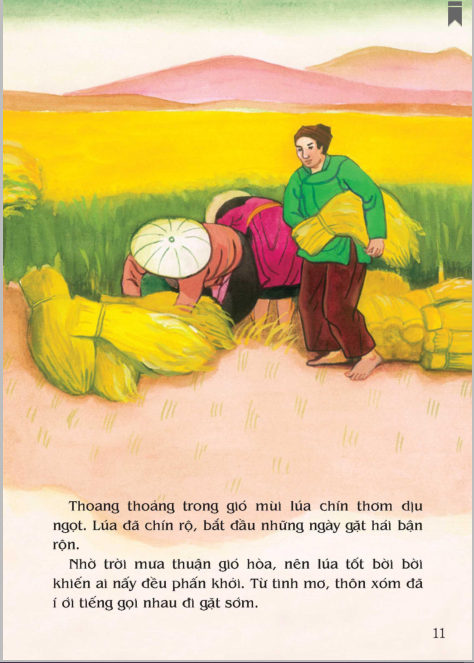 Thoang thoảng trong gió mùi lúa chín thơm dịu
ngọt. Lúa đã chín rộ, bắt đầu những ngày gặt hái bận
rộn.
Nhờ trời mưa thuận gió hòa, nên lúa tốt bời bời
khiến ai nấy đều phấn khởi. Từ tinh mơ, thôn xóm đã
í ới tiếng gọi nhau đi gặt sớm.
11